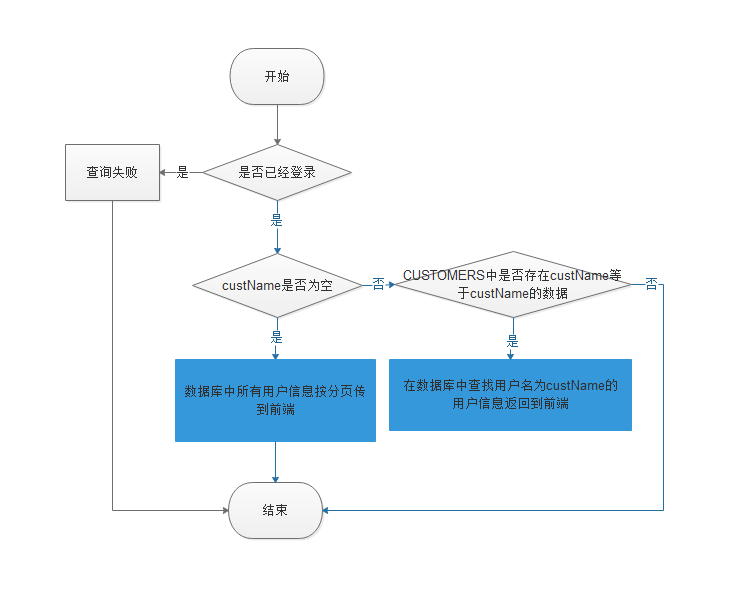 开始
是否已经登录
是
查询失败
是
custName是否为空
否
CUSTOMERS中是否存在custName等
于custName的数据
否
是
是
数据库中所有用户信息按分页传
到前端
在数据库中查找用户名为custName的
用户信息返回到前端
结束